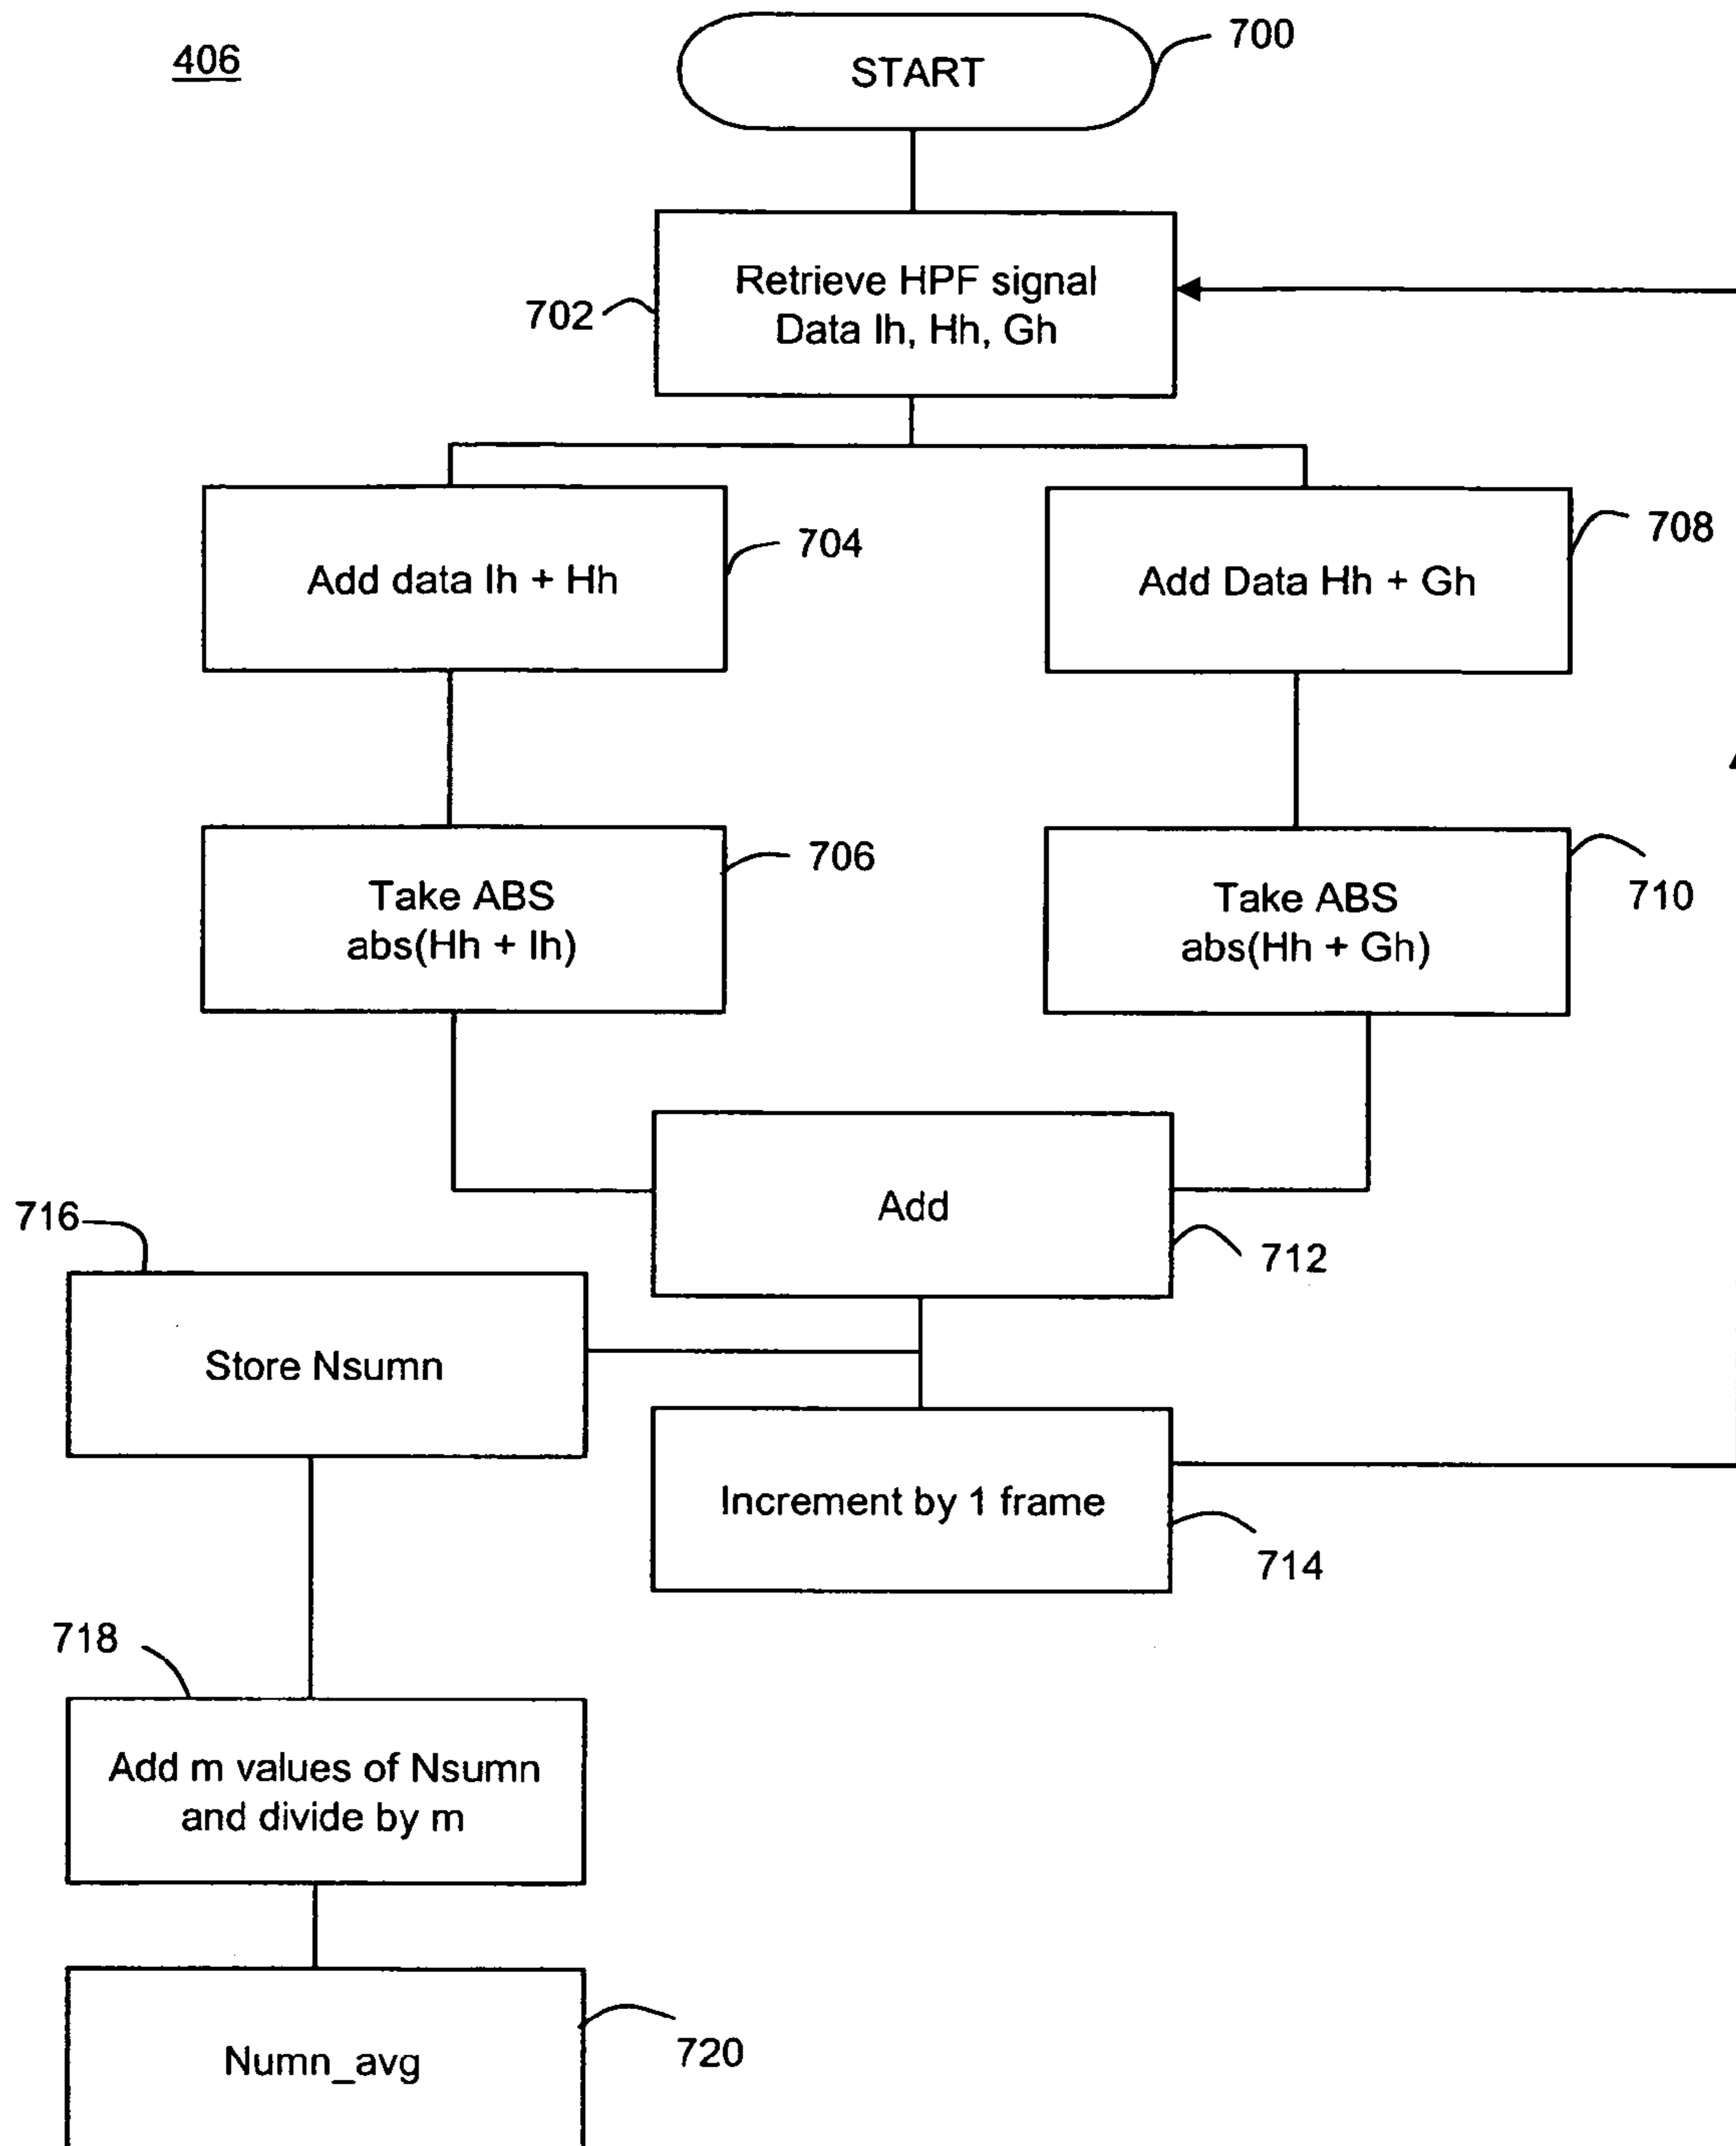 406
START
700
702
Retrieve HPF signal
Data Ih, Hh, Gh
Add data Ih + Hh
704
Add Data Hh + Gh
708
Take ABS
abs(Hh + Ih)
706
Take ABS
abs(Hh + Gh)
710
Add
712
716
Store Nsumn
Increment by 1 frame
714
718
Add m values of Nsumn
and divide by m
Numn_avg
720